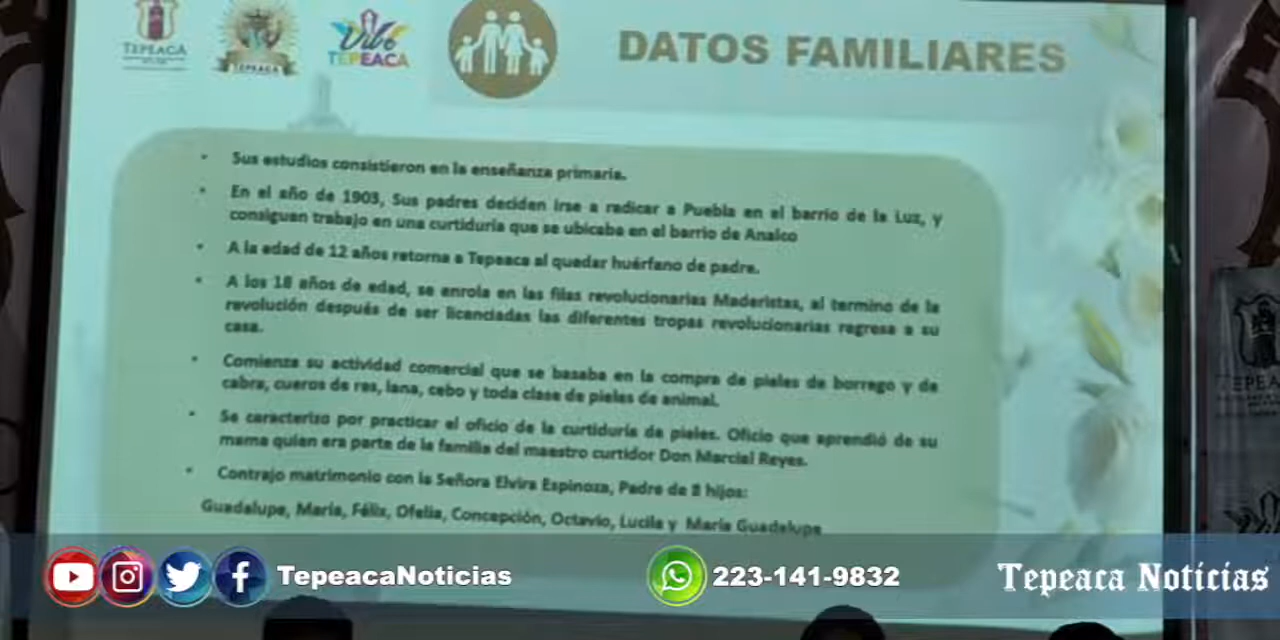 TEPEACA
TEPEACA
Vibe
TEPEACA
DATOS FAMILIARES
• Sus estudios consistieron en la enseñanza primaria.
• En el año de 1903, Sus padres deciden irse a radicar a Puebla en el barrio de la Luz, y
consiguen trabajo en una curtiduría que se ubicaba en el barrio de Analco
• A la edad de 12 años retorna a Tepeaca al quedar huérfano de padre.
• A los 18 años de edad, se enrola en las filas revolucionarias Maderistas, al termino de la
revolución después de ser licenciadas las diferentes tropas revolucionarias regresa a su
casa.
• Comienza su actividad comercial que se basaba en la compra de pieles de borrego y de
cabra, cueros de res, lana, cebo y toda clase de pieles de animal.
• Se caracterizo por practicar el oficio de la curtiduría de pieles. Oficio que aprendió de su
mama quien era parte de la familia del maestro curtidor Don Marcial Reyes.
• Contrajo matrimonio con la Señora Elvira Espinoza, Padre de 8 hijos:
Guadalupe, María, Félix, Ofelia, Concepción, Octavio, Lucila y María Guadalupe
TEPEA
TepeacaNoticias
223-141-9832
Tepeaca Noticias